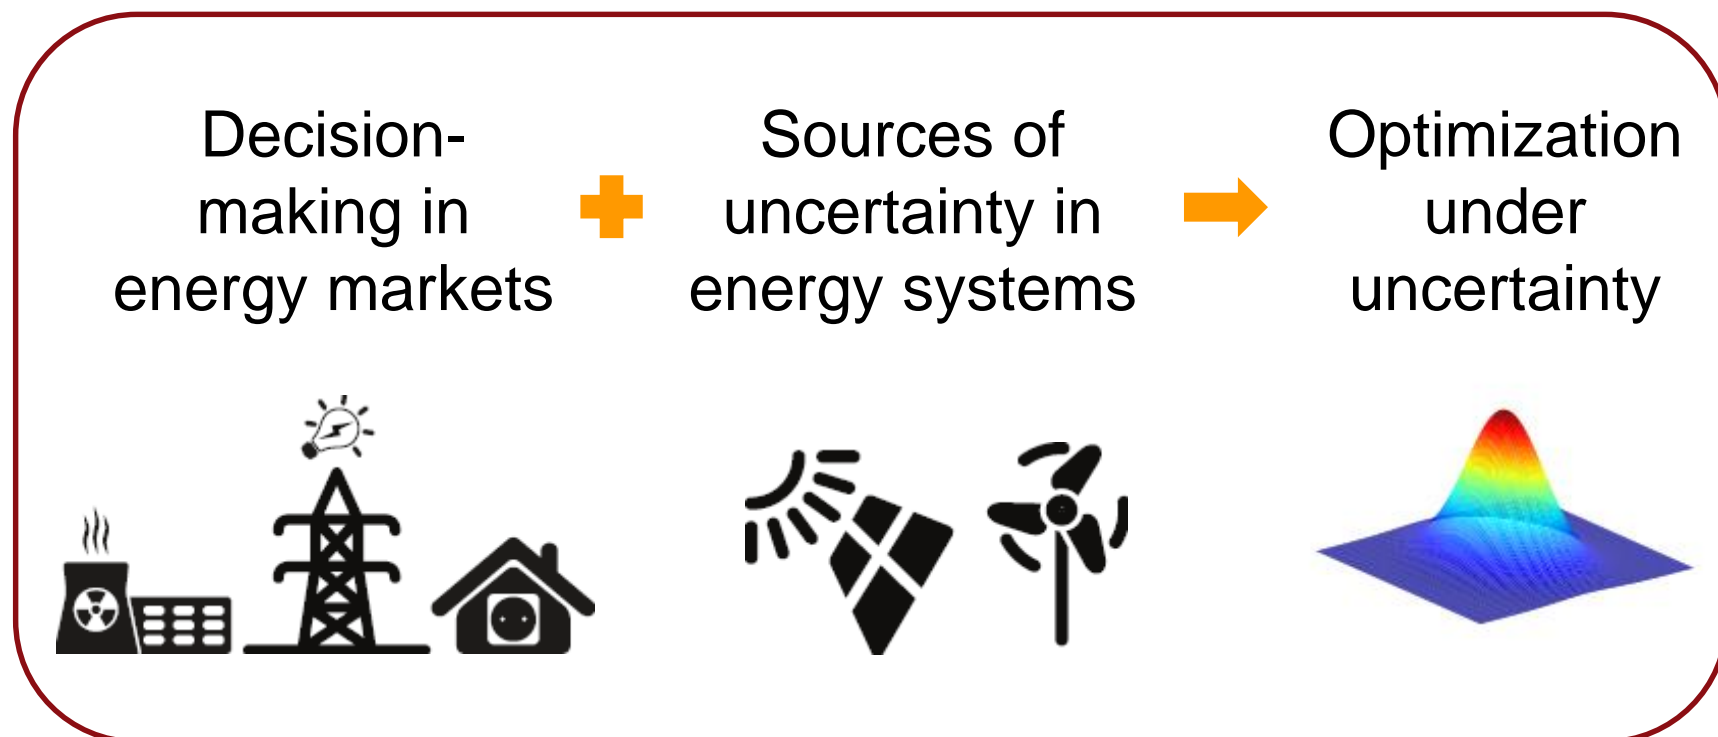 Decision-
making in
energy markets
Sources of
uncertainty in
energy systems
Optimization
under
uncertainty